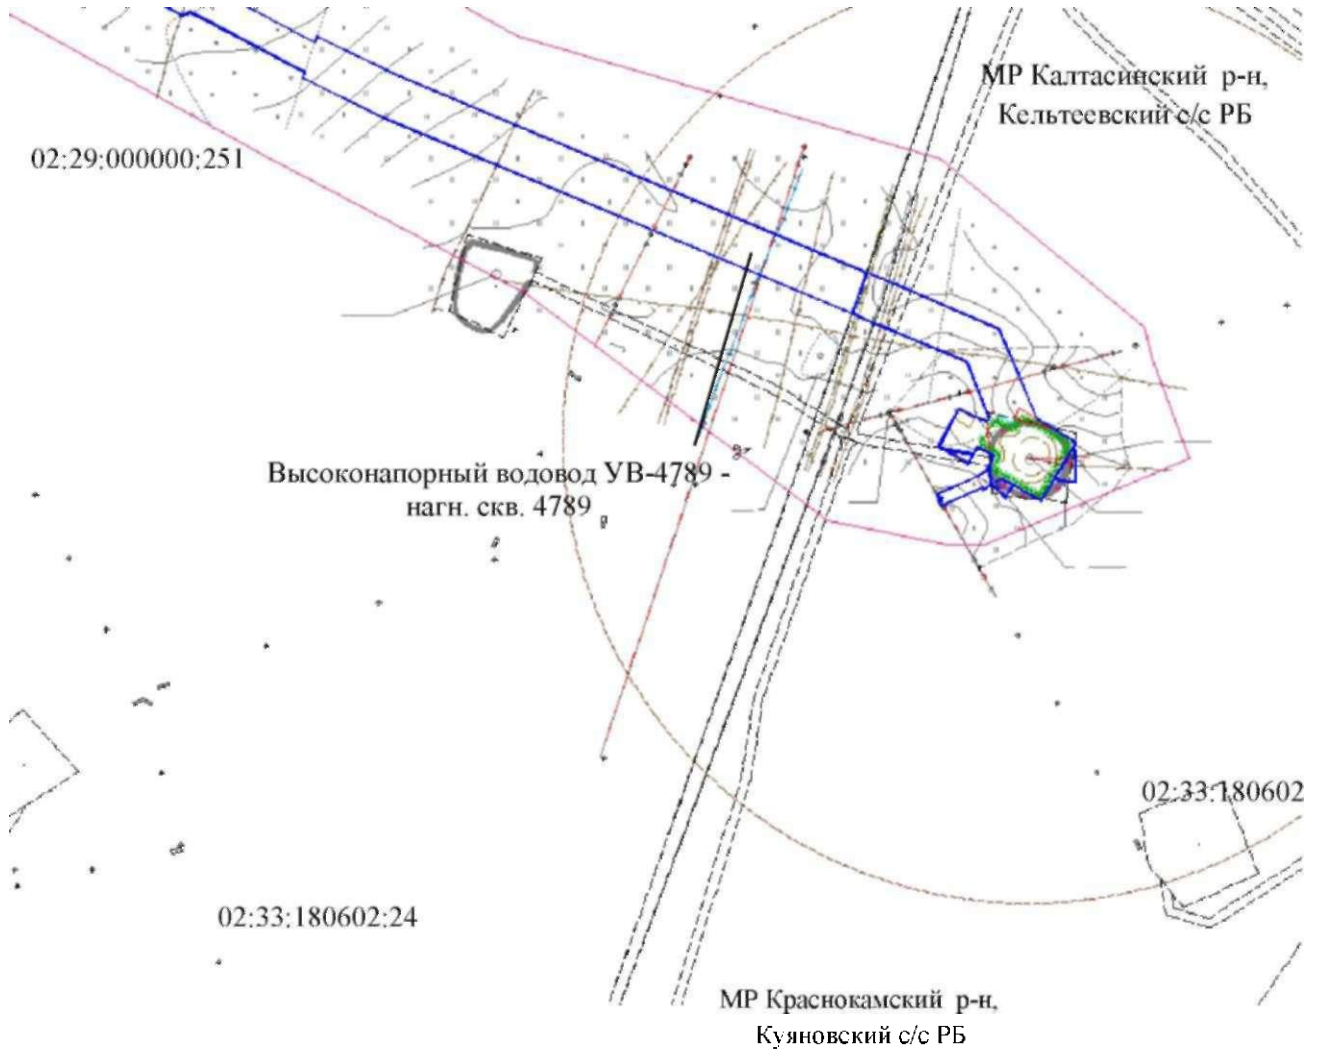 МР Калтасинский р-н,
Кельтеевский с/с РБ
02:29:000000:251
Высоконапорный водовод УВ-4789 -
нагн. скв. 4789
02:33:180602
02:33:180602:24
МР Краснокамский р-н,
Куяновский с/с РБ